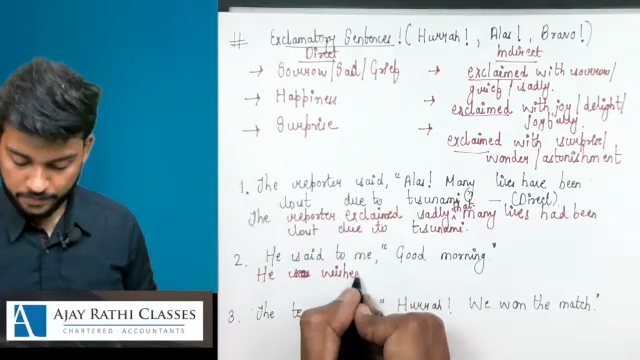 # Exclamatory Sentences! (Hurrah!, Alas!, Bravo!)
Direct
Indirect
→ Sorrow/Sad/Grief
→ exclaimed with sorrow/
grief/sadly.
→ Happiness
→ exclaimed with joy/delight/
joyfully.
→ Surprise
→ exclaimed with surprise/
wonder/astonishment
1. The reporter said, "Alas! Many lives have been
lost due to tsunami" — (Direct)
The reporter exclaimed sadly that many lives had been
lost due to tsunami.
2. He said to me, "Good morning."
He wishe
3. The " Hurrah! We won the match."
AJAY RATHI CLASSES
CHARTERED ACCOUNTANTS